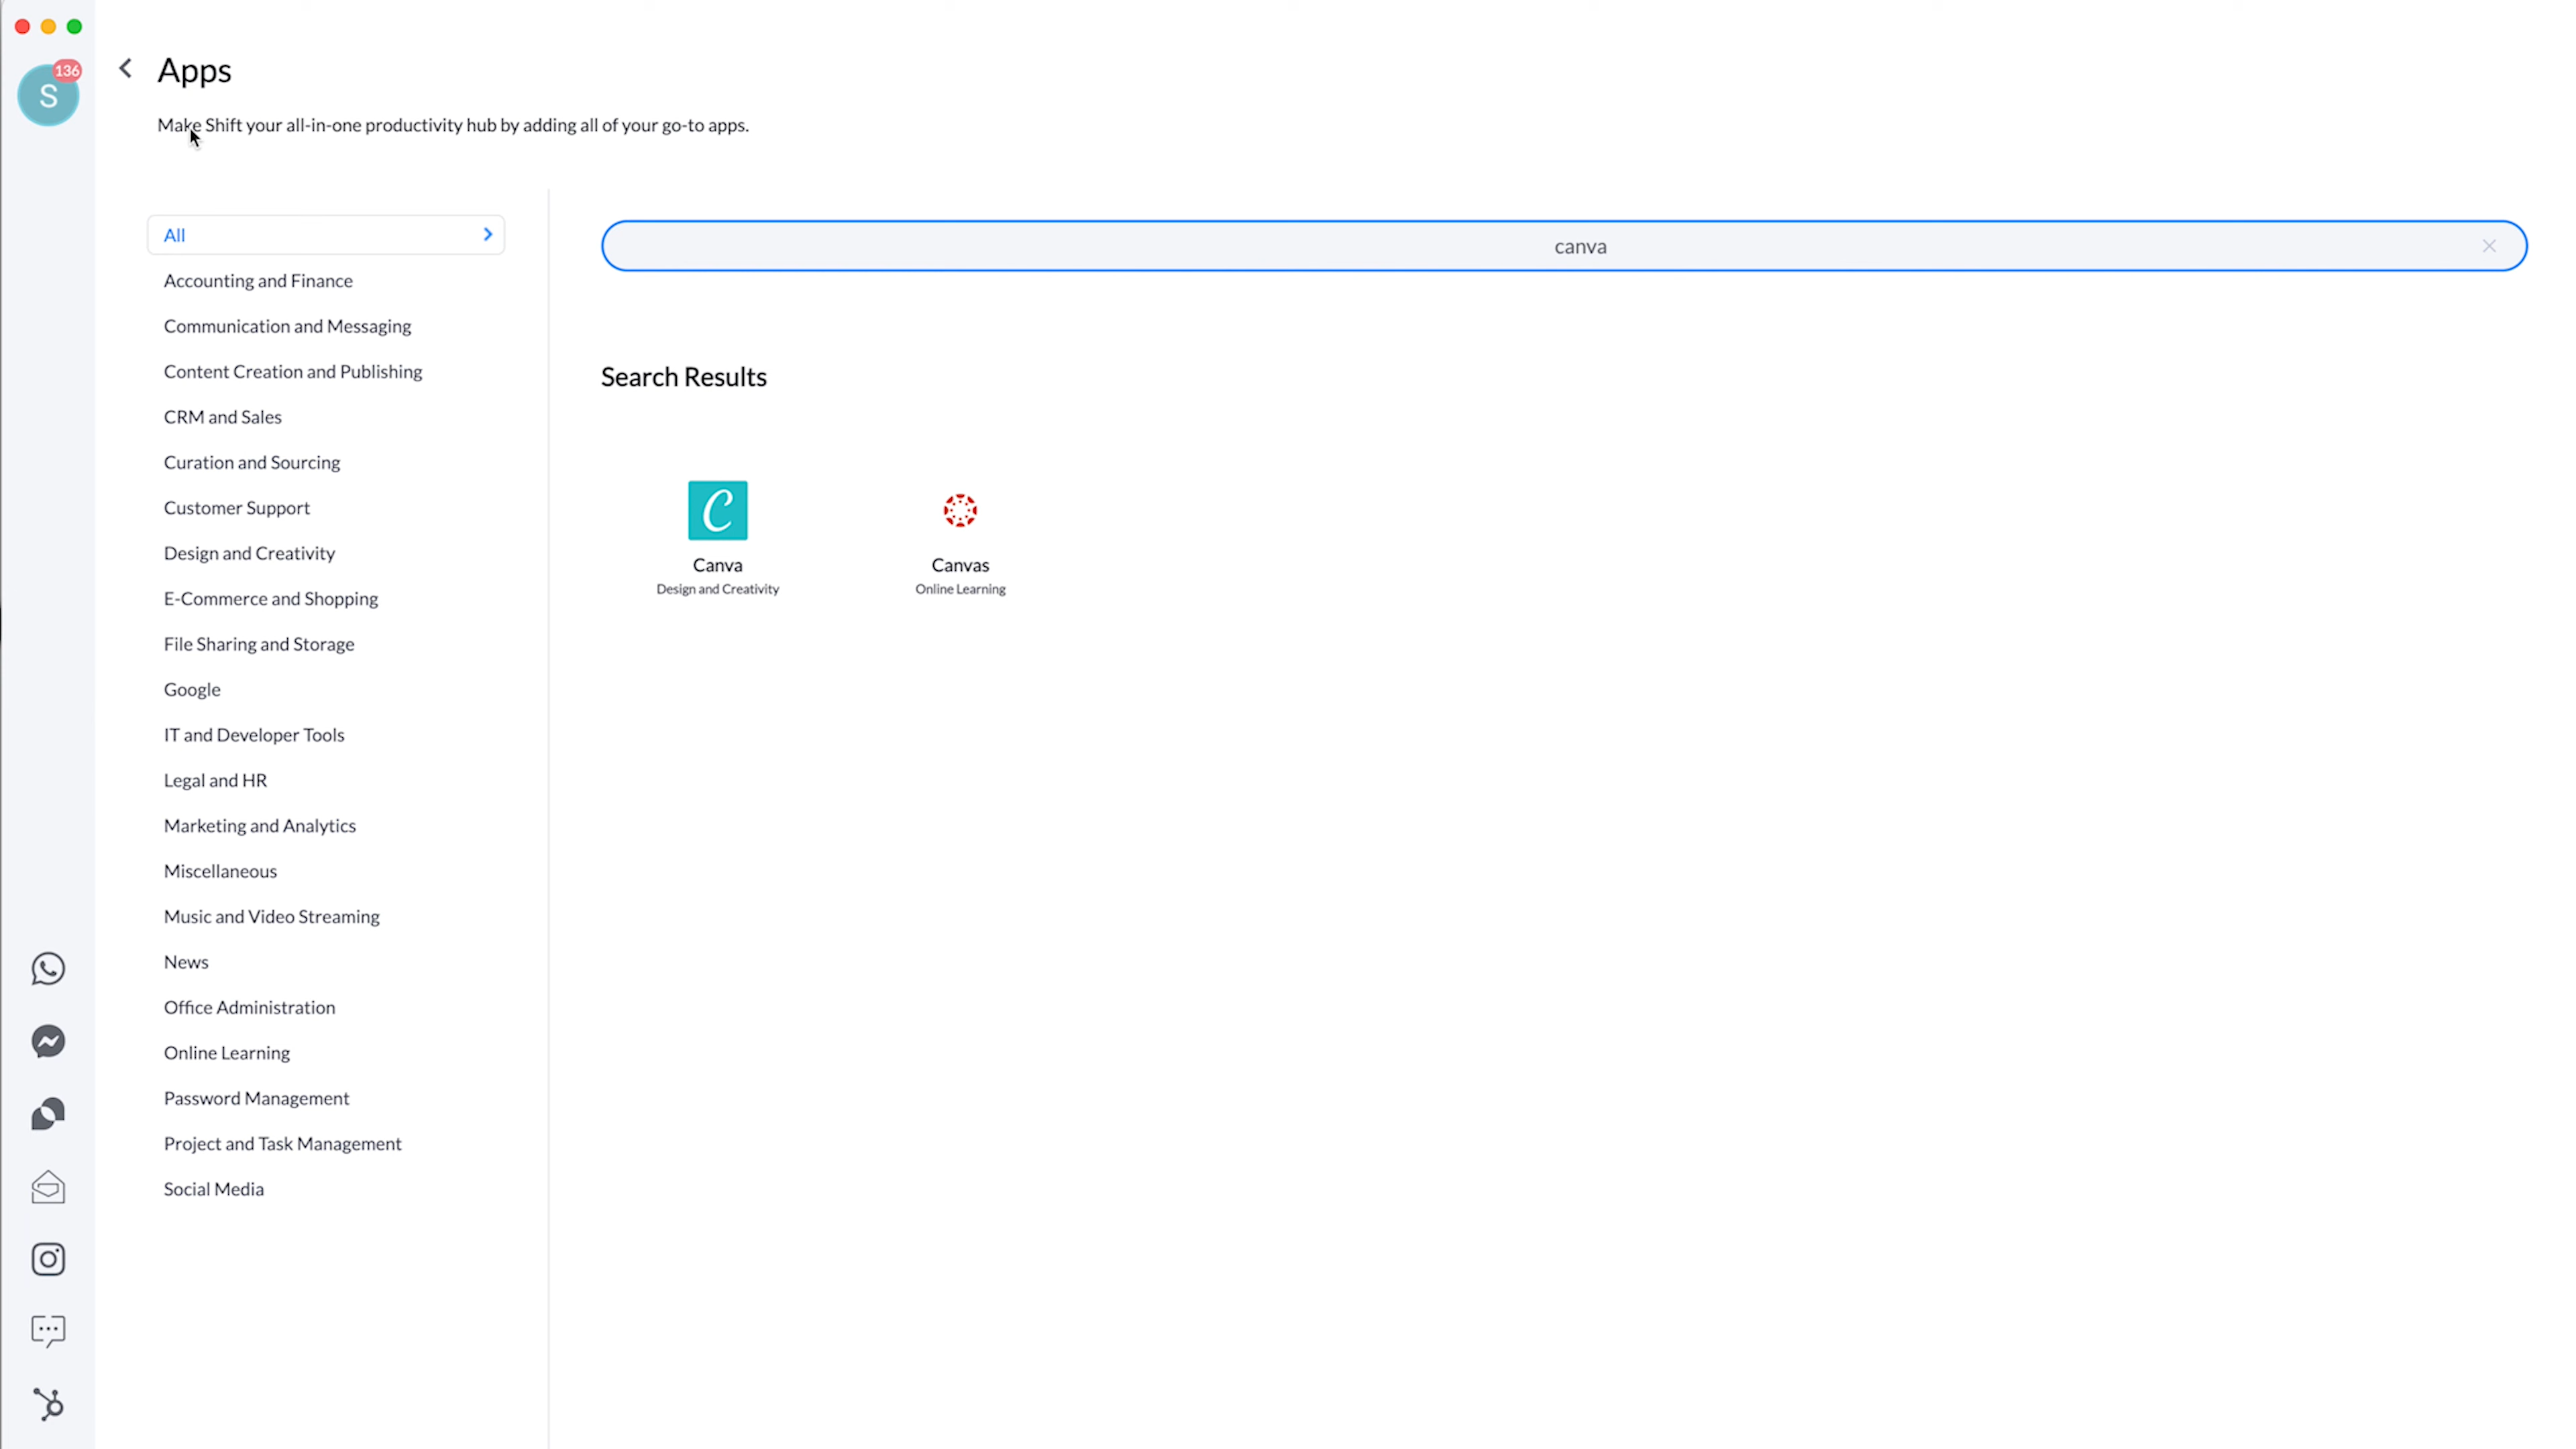 136
S
Apps
Make Shift your all-in-one productivity hub by adding all of your go-to apps.
All
Accounting and Finance
Communication and Messaging
Content Creation and Publishing
CRM and Sales
Curation and Sourcing
Customer Support
Design and Creativity
E-Commerce and Shopping
File Sharing and Storage
Google
IT and Developer Tools
Legal and HR
Marketing and Analytics
Miscellaneous
Music and Video Streaming
News
Office Administration
Online Learning
Password Management
Project and Task Management
Social Media
canva
Search Results
C
Canva
Design and Creativity
Canvas
Online Learning